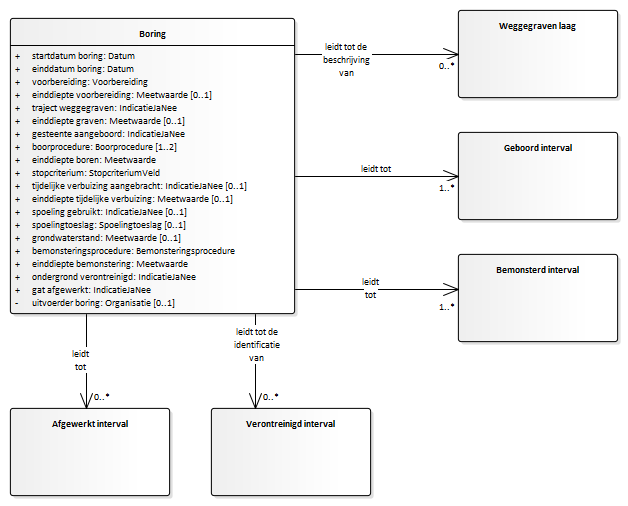 Boring
+ startdatum boring: Datum
+ einddatum boring: Datum
+ voorbereiding: Voorbereiding
+ einddiepte voorbereiding: Meetwaarde [0..1]
+ traject weggegraven: IndicatieJaNee
+ einddiepte graven: Meetwaarde [0..1]
+ gesteente aangeboord: IndicatieJaNee
+ boorprocedure: Boorprocedure [1..2]
+ einddiepte boren: Meetwaarde
+ stopcriterium: StopcriteriumVeld
+ tijdelijke verbuizing aangebracht: IndicatieJaNee [0..1]
+ einddiepte tijdelijke verbuizing: Meetwaarde [0..1]
+ spoeling gebruikt: IndicatieJaNee [0..1]
+ spoelingtoeslag: Spoelingtoeslag [0..1]
+ grondwaterstand: Meetwaarde [0..1]
+ bemonsteringsprocedure: Bemonsteringsprocedure
+ einddiepte bemonstering: Meetwaarde
+ ondergrond verontreinigd: IndicatieJaNee
+ gat afgewerkt: IndicatieJaNee
- uitvoerder boring: Organisatie [0..1]
leidt tot de
beschrijving
van
0..*
Weggegraven laag
leidt tot
1..*
Geboord interval
leidt
tot
1..*
Bemonsterd interval
leidt
tot
0..*
Afgewerkt interval
leidt tot de
identificatie
van
0..*
Verontreinigd interval